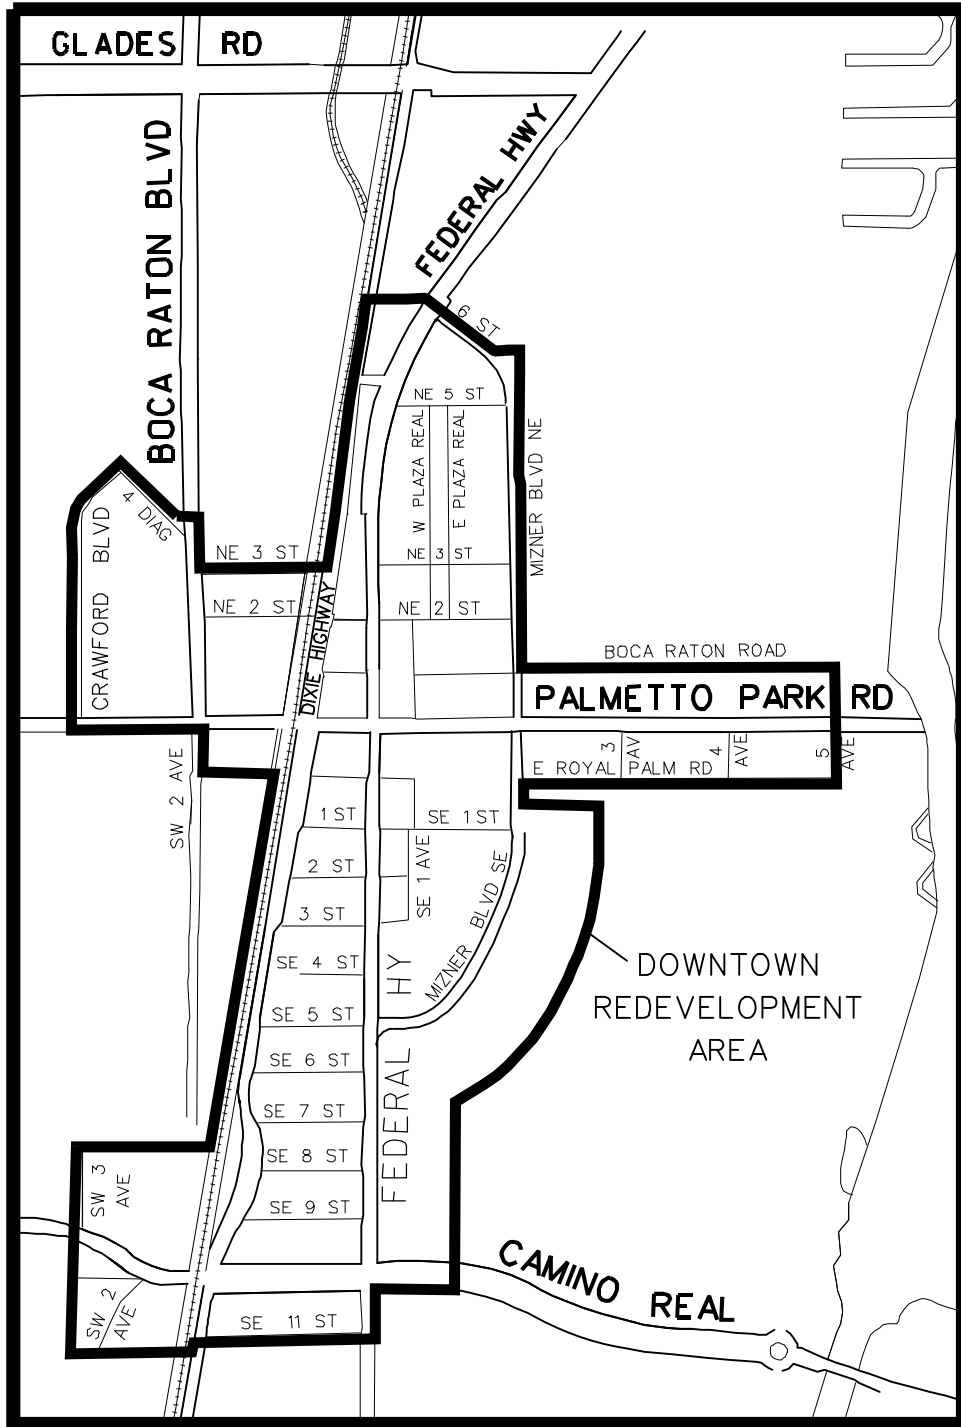 GLADES RD
BOCA RATON BLVD
FEDERAL HWY
6 ST
NE 5 ST
W PLAZA REAL
E PLAZA REAL
MIZNER BLVD NE
4 DIAG
CRAWFORD BLVD
NE 3 ST
NE 3 ST
NE 2 ST
NE 2 ST
DIXIE HIGHWAY
BOCA RATON ROAD
PALMETTO PARK RD
3 AV
4 AVE
5 AVE
E ROYAL PALM RD
SW 2 AVE
1 ST
SE 1 ST
2 ST
SE 1 AVE
3 ST
MIZNER BLVD SE
SE 4 ST
FEDERAL HY
DOWNTOWN
REDEVELOPMENT
AREA
SE 5 ST
SE 6 ST
SE 7 ST
SE 8 ST
SW 3
AVE
SE 9 ST
CAMINO REAL
SW 2
AVE
SE 11 ST